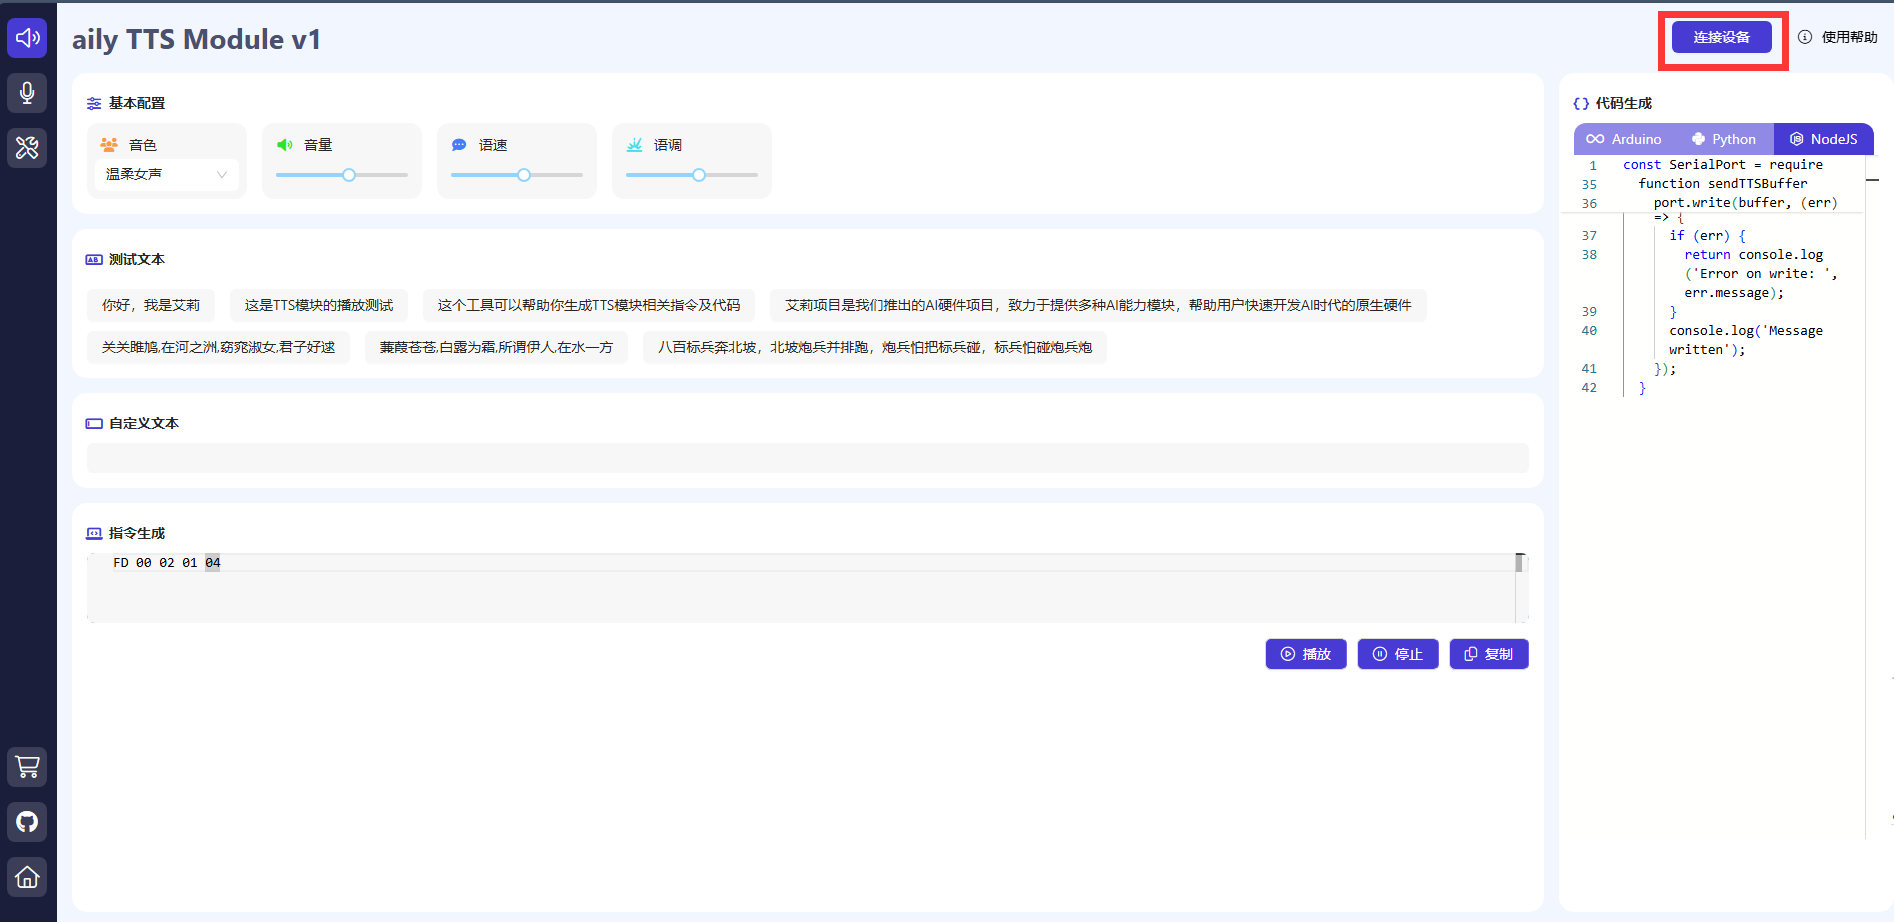 aily TTS Module v1
连接设备
使用帮助
基本配置
音色
音量
语速
语调
温柔女声
测试文本
你好，我是艾莉
这是TTS模块的播放测试
这个工具可以帮助你生成TTS模块相关指令及代码
艾莉项目是我们推出的AI硬件项目，致力于提供多种AI能力模块，帮助用户快速开发AI时代的原生硬件
关关雎鸠,在河之洲,窈窕淑女,君子好逑
蒹葭苍苍,白露为霜,所谓伊人,在水一方
八百标兵奔北坡，北坡炮兵并排跑，炮兵怕把标兵碰，标兵怕碰炮兵炮
自定义文本
指令生成
FD 00 02 01 04
播放
停止
复制
代码生成
Arduino
Python
NodeJS
1 const SerialPort = require
35 function sendTTSBuffer
36 port.write(buffer, (err)
=> {
37 if (err) {
38 return console.log
('Error on write: ',
err.message);
39 }
40 console.log('Message
written');
41 });
42 }